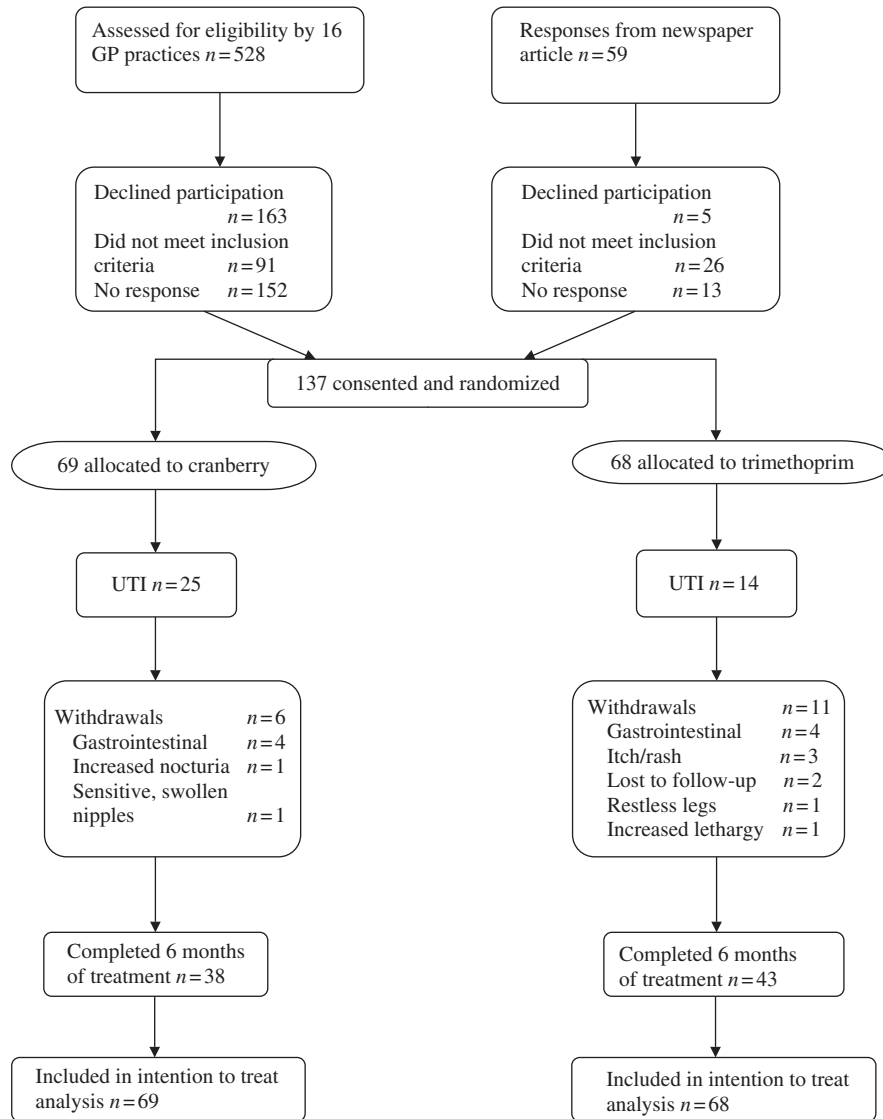 Assessed for eligibility by 16
GP practices n=528
Responses from newspaper
article n=59
Declined participation
n=163
Did not meet inclusion
criteria n=91
No response n=152
Declined participation
n=5
Did not meet inclusion
criteria n=26
No response n=13
137 consented and randomized
69 allocated to cranberry
68 allocated to trimethoprim
UTI n=25
UTI n=14
Withdrawals n=6
Gastrointestinal n=4
Increased nocturia n=1
Sensitive, swollen
nipples n=1
Withdrawals n=11
Gastrointestinal n=4
Itch/rash n=3
Lost to follow-up n=2
Restless legs n=1
Increased lethargy n=1
Completed 6 months
of treatment n=38
Completed 6 months
of treatment n=43
Included in intention to treat
analysis n=69
Included in intention to treat
analysis n=68